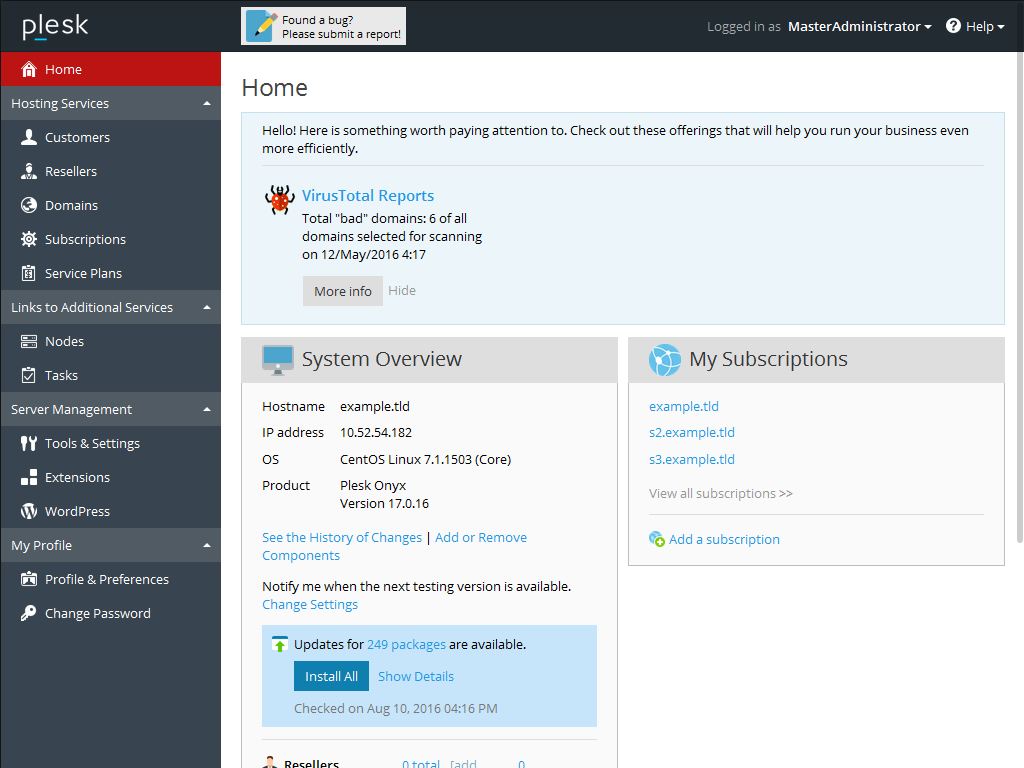 plesk
Found a bug?
Please submit a report!
Logged in as MasterAdministrator
Help
Home
Hosting Services
Customers
Resellers
Domains
Subscriptions
Service Plans
Links to Additional Services
Nodes
Tasks
Server Management
Tools & Settings
Extensions
WordPress
My Profile
Profile & Preferences
Change Password
Home
Hello! Here is something worth paying attention to. Check out these offerings that will help you run your business even
more efficiently.
VirusTotal Reports
Total "bad" domains: 6 of all
domains selected for scanning
on 12/May/2016 4:17
More info Hide
System Overview
Hostname example.tld
IP address 10.52.54.182
OS CentOS Linux 7.1.1503 (Core)
Product Plesk Onyx
Version 17.0.16
See the History of Changes | Add or Remove
Components
Notify me when the next testing version is available.
Change Settings
Updates for 249 packages are available.
Install All Show Details
Checked on Aug 10, 2016 04:16 PM
Resellers 0 total [add 0
My Subscriptions
example.tld
s2.example.tld
s3.example.tld
View all subscriptions >>
Add a subscription